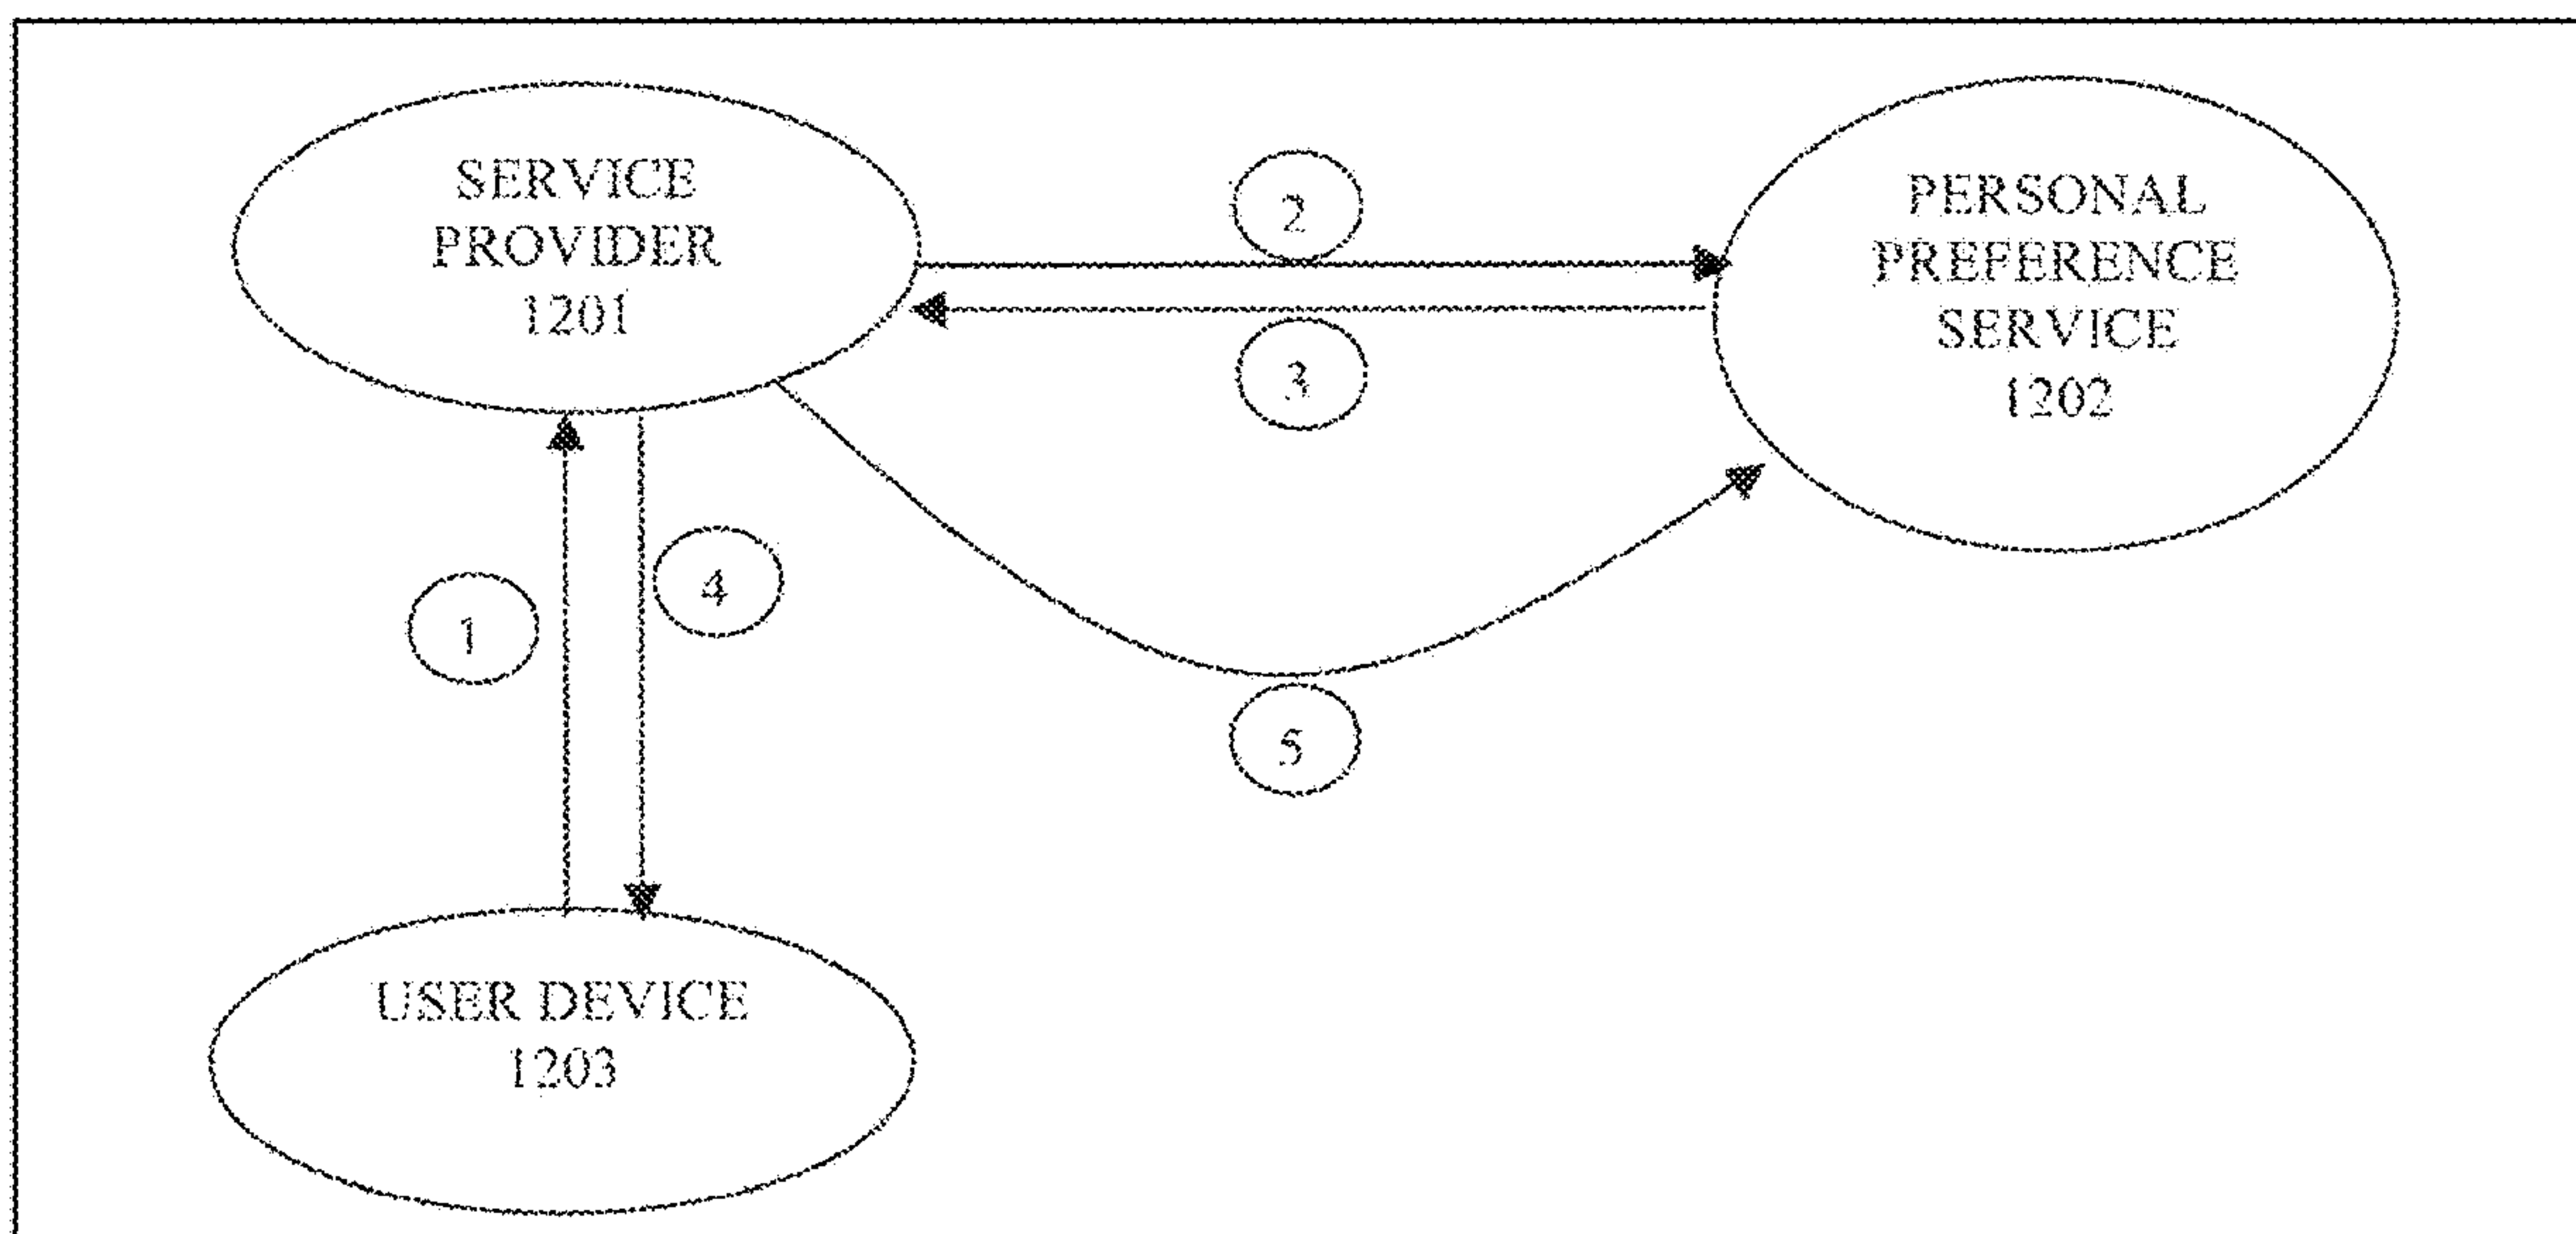 SERVICE
PROVIDER
1201
2
PERSONAL
PREFERENCE
SERVICE
1202
3
1
4
5
USER DEVICE
1203